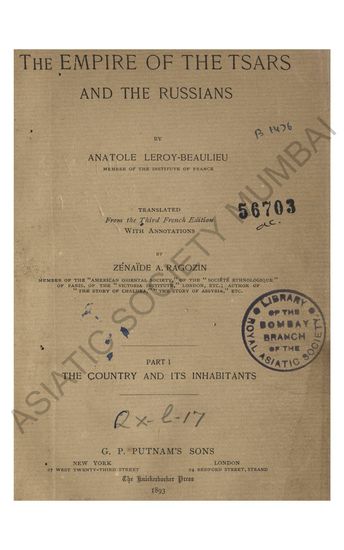 THE EMPIRE OF THE TSARS
AND THE RUSSIANS
BY
ANATOLE LEROY-BEAULIEU
MEMBER OF THE INSTITUTE OF FRANCE
TRANSLATED
From the Third French Edition
WITH ANNOTATIONS
BY
ZÉNAÏDE A. RAGOZIN
MEMBER OF THE "AMERICAN ORIENTAL SOCIETY," OF THE "SOCIÉTÉ ETHNOLOGIQUE"
OF PARIS, OF THE "VICTORIA INSTITUTE," LONDON, ETC.; AUTHOR OF
"THE STORY OF CHALDEA," "THE STORY OF ASSYRIA," ETC.
PART I
THE COUNTRY AND ITS INHABITANTS
G. P. PUTNAM'S SONS
NEW YORK LONDON
27 WEST TWENTY-THIRD STREET 24 BEDFORD STREET, STRAND
The Knickerbocker Press
1893
56703
LIBRARY
OF THE
BOMBAY
BRANCH
OF THE
ROYAL ASIATIC SOCIETY
ASIATIC SOCIETY MUMBAI